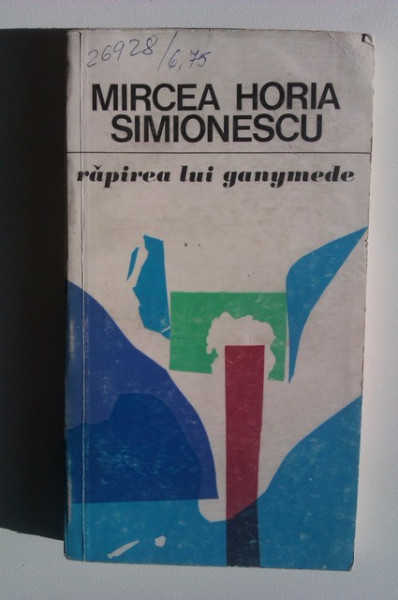 26928/6,75
MIRCEA HORIA
SIMIONESCU
răpirea lui ganymede